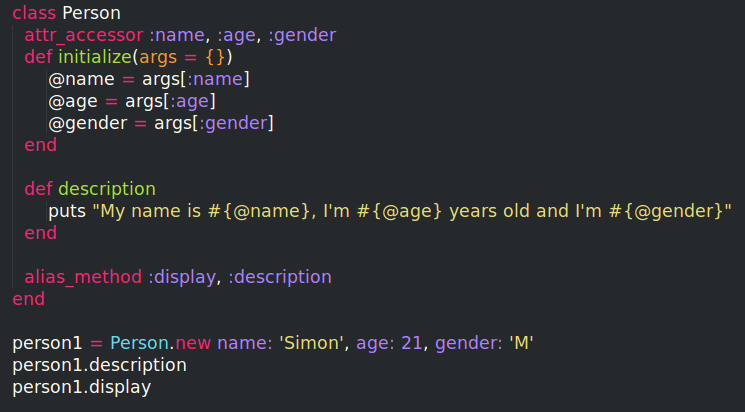 class Person
  attr_accessor :name, :age, :gender
  def initialize(args = {})
    @name = args[:name]
    @age = args[:age]
    @gender = args[:gender]
  end

  def description
    puts "My name is #{@name}, I'm #{@age} years old and I'm #{@gender}"
  end

  alias_method :display, :description
end

person1 = Person.new name: 'Simon', age: 21, gender: 'M'
person1.description
person1.display